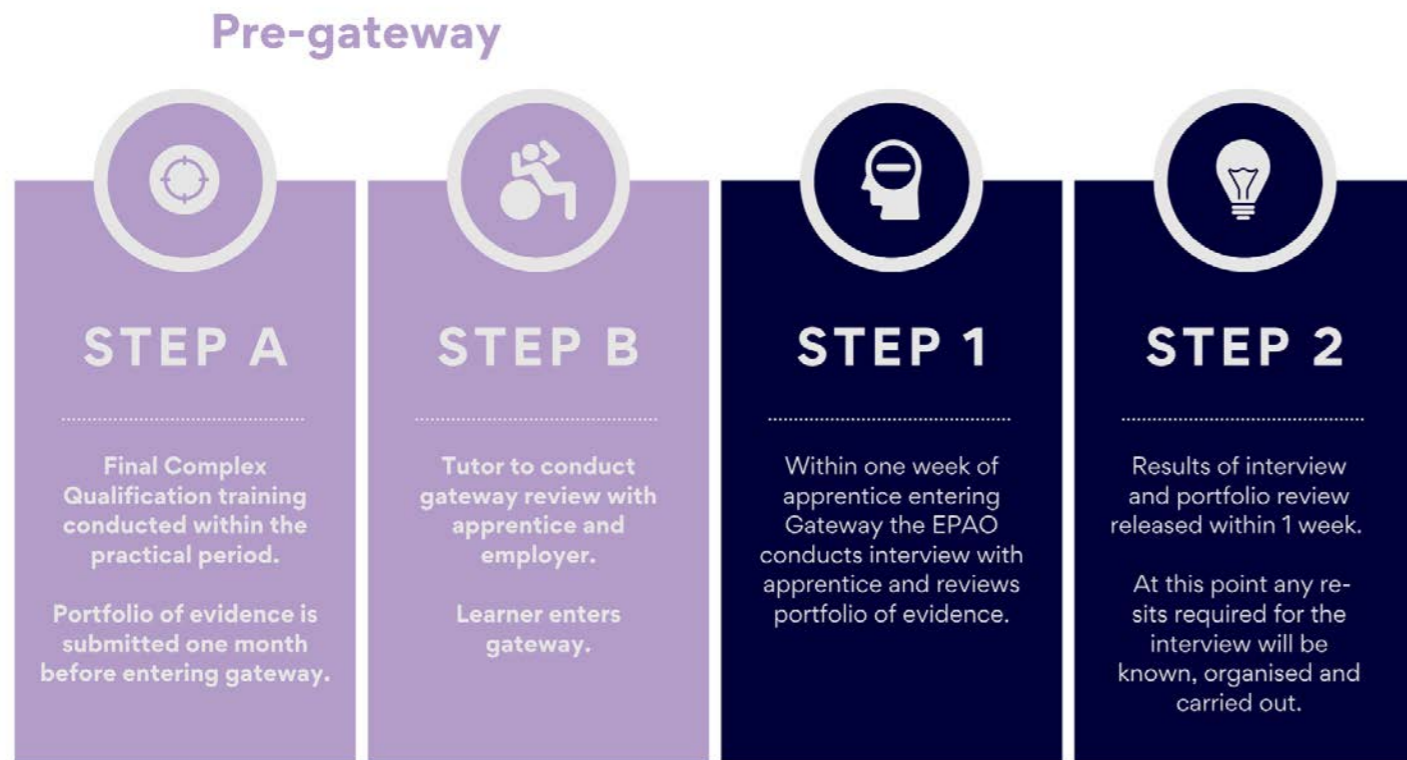 Pre-gateway
STEP A
Final Complex
Qualification training
conducted within the
practical period.
Portfolio of evidence is
submitted one month
before entering gateway.
STEP B
Tutor to conduct
gateway review with
apprentice and
employer.
Learner enters
gateway.
STEP 1
Within one week of
apprentice entering
Gateway the EPAO
conducts interview with
apprentice and reviews
portfolio of evidence.
STEP 2
Results of interview
and portfolio review
released within 1 week.
At this point any re-
sits required for the
interview will be
known, organised and
carried out.